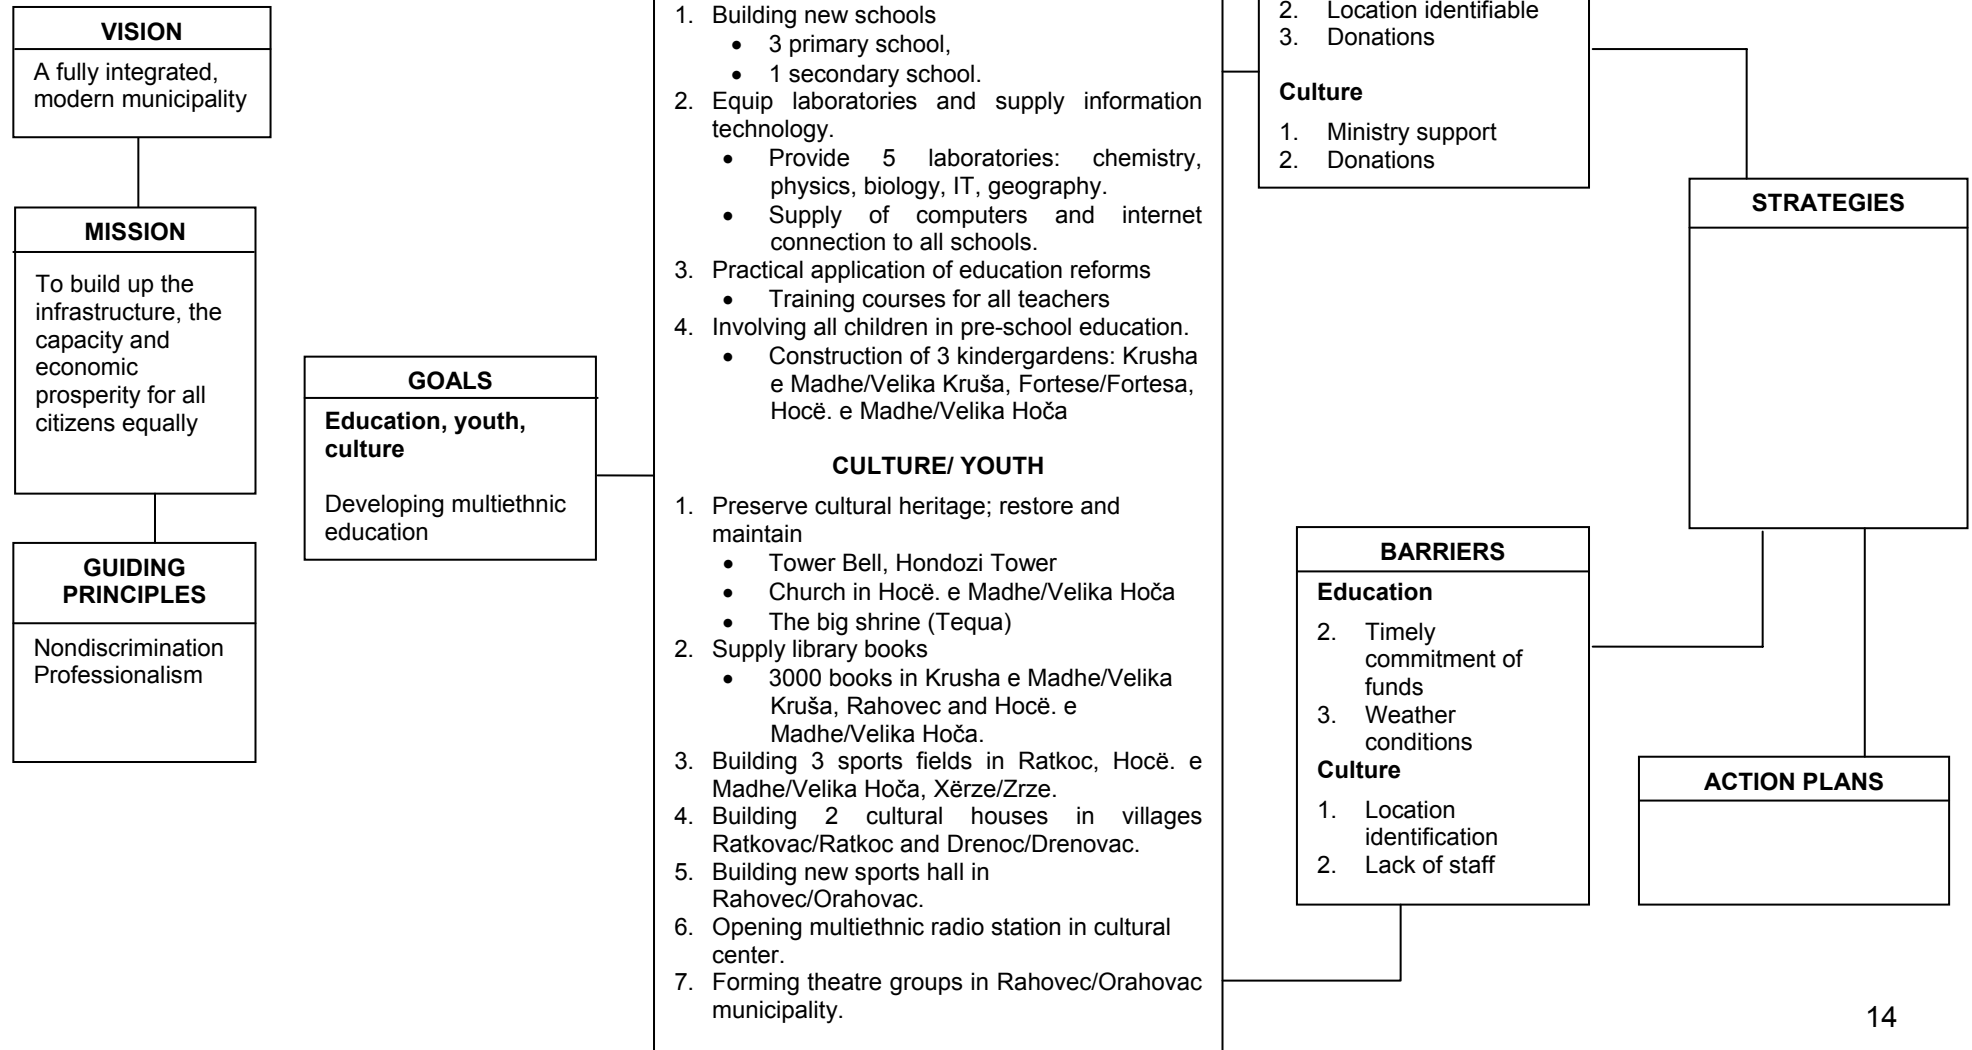 VISION
A fully integrated,
modern municipality
MISSION
To build up the
infrastructure, the
capacity and
economic
prosperity for all
citizens equally
GUIDING
PRINCIPLES
Nondiscrimination
Professionalism
GOALS
Education, youth,
culture
Developing multiethnic
education
1. Building new schools
• 3 primary school,
• 1 secondary school.
2. Equip laboratories and supply information
technology.
• Provide 5 laboratories: chemistry,
physics, biology, IT, geography.
• Supply of computers and internet
connection to all schools.
3. Practical application of education reforms
• Training courses for all teachers
4. Involving all children in pre-school education.
• Construction of 3 kindergardens: Krusha
e Madhe/Velika Kruša, Fortese/Fortesa,
Hocë. e Madhe/Velika Hoča
CULTURE/ YOUTH
1. Preserve cultural heritage; restore and
maintain
• Tower Bell, Hondozi Tower
• Church in Hocë. e Madhe/Velika Hoča
• The big shrine (Tequa)
2. Supply library books
• 3000 books in Krusha e Madhe/Velika
Kruša, Rahovec and Hocë. e
Madhe/Velika Hoča.
3. Building 3 sports fields in Ratkoc, Hocë. e
Madhe/Velika Hoča, Xërze/Zrze.
4. Building 2 cultural houses in villages
Ratkovac/Ratkoc and Drenoc/Drenovac.
5. Building new sports hall in
Rahovec/Orahovac.
6. Opening multiethnic radio station in cultural
center.
7. Forming theatre groups in Rahovec/Orahovac
municipality.
2. Location identifiable
3. Donations
Culture
1. Ministry support
2. Donations
BARRIERS
Education
2. Timely
commitment of
funds
3. Weather
conditions
Culture
1. Location
identification
2. Lack of staff
STRATEGIES
ACTION PLANS
14